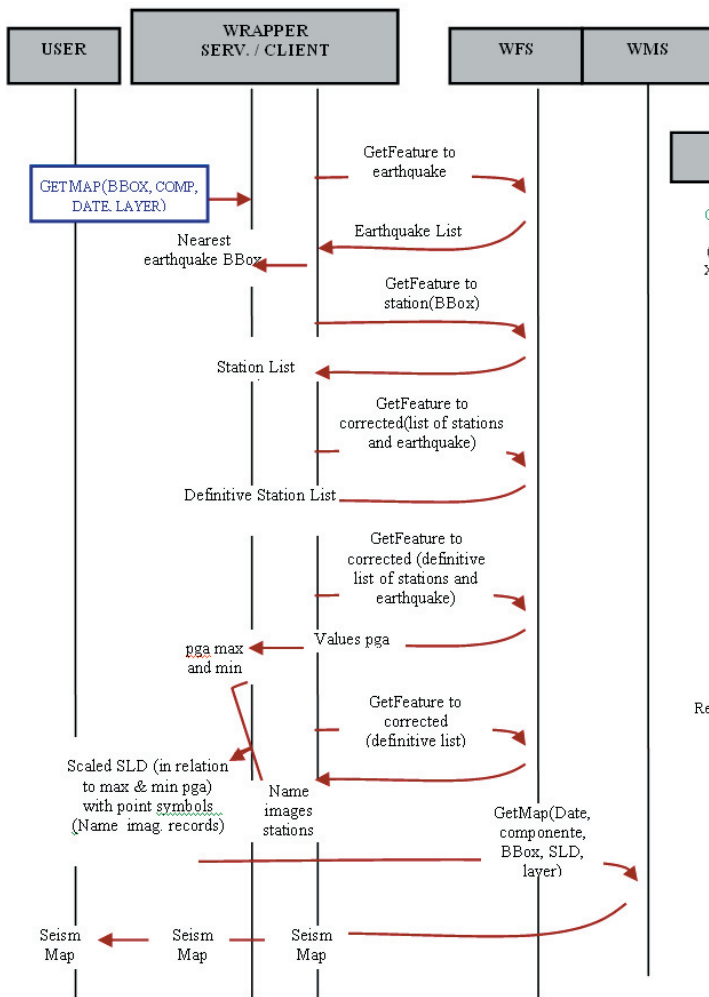 USER
WRAPPER
SERV. / CLIENT
WFS
WMS
GETMAP(BBOX, COMP,
DATE, LAYER)
GetFeature to
earthquake
Earthquake List
Nearest
earthquake BBox
GetFeature to
station(BBox)
Station List
GetFeature to
corrected(list of stations
and earthquake)
Definitive Station List
GetFeature to
corrected (definitive
list of stations and
earthquake)
Values pga
pga max
and min
GetFeature to
corrected
(definitive list)
Re
Scaled SLD (in relation
to max & min pga)
with point symbols
(Name imag. records)
Name
images
stations
GetMap(Date,
componente,
BBox, SLD,
layer)
Seism
Map
Seism
Map
Seism
Map